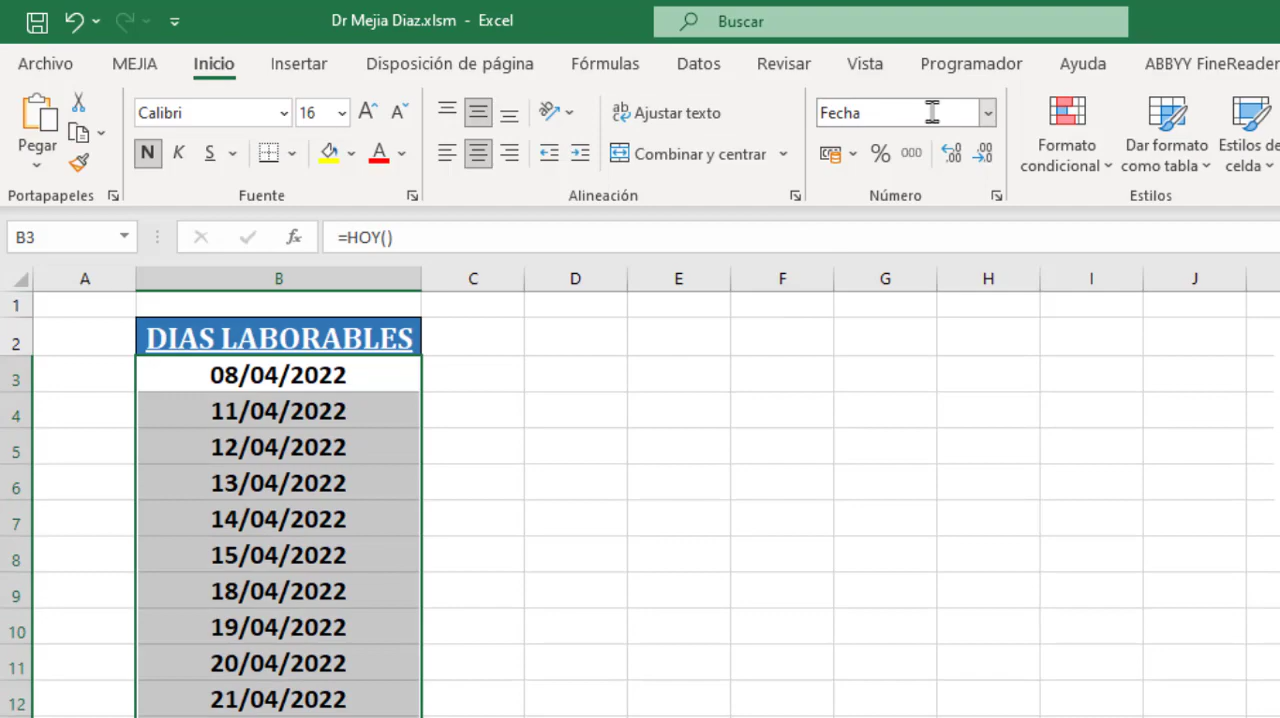 Dr Mejia Diaz.xlsm - Excel
Buscar
Archivo MEJIA Inicio Insertar Disposición de página Fórmulas Datos Revisar Vista Programador Ayuda ABBYY FineReader
Pegar
Portapapeles
Calibri 16
N K S A
Fuente
ab Ajustar texto
Combinar y centrar
Alineación
Fecha
% 000
Número
Formato condicional
Dar formato como tabla
Estilos de celda
Estilos
B3 fx =HOY()
A B C D E F G H I J
1
2 DIAS LABORABLES
3 08/04/2022
4 11/04/2022
5 12/04/2022
6 13/04/2022
7 14/04/2022
8 15/04/2022
9 18/04/2022
10 19/04/2022
11 20/04/2022
12 21/04/2022